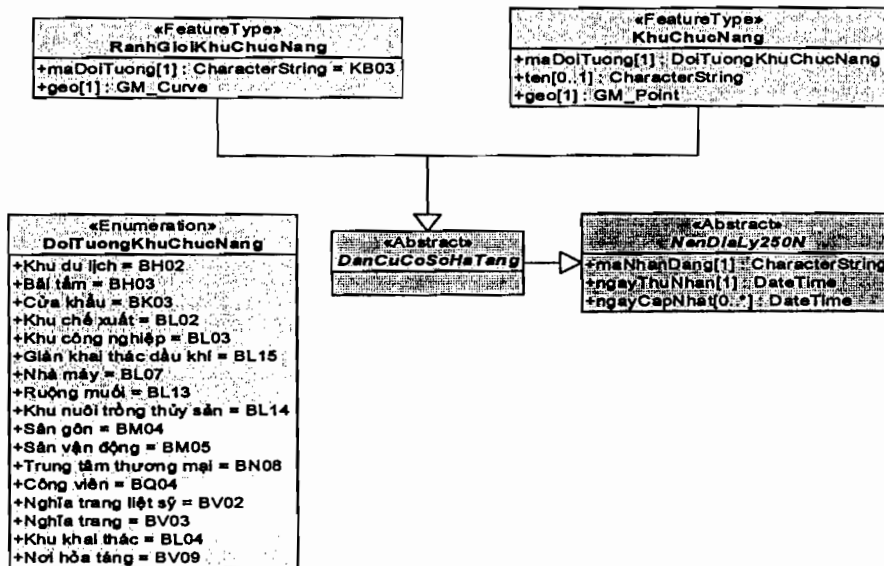 «FeatureType»
RanhGioiKhuChucNang
+maDoiTuong[1] : CharacterString = KB03
+geo[1] : GM_Curve
«FeatureType»
KhuChucNang
+maDoiTuong[1] : DoiTuongKhuChucNang
+ten[0..1] : CharacterString
+geo[1] : GM_Point
«Enumeration»
DoiTuongKhuChucNang
+Khu du lịch = BH02
+Bãi tắm = BH03
+Cửa khẩu = BK03
+Khu chế xuất = BL02
+Khu công nghiệp = BL03
+Giàn khai thác dầu khí = BL15
+Nhà máy = BL07
+Ruộng muối = BL13
+Khu nuôi trồng thủy sản = BL14
+Sân gôn = BM04
+Sân vận động = BM05
+Trung tâm thương mại = BN08
+Công viên = BQ04
+Nghĩa trang liệt sỹ = BV02
+Nghĩa trang = BV03
+Khu khai thác = BL04
+Nơi hỏa táng = BV09
«Abstract»
DanCuCoSoHaTang
«Abstract»
NenDiaLy250N
+maNhanDang[1] : CharacterString
+ngayThuNhan[1] : DateTime
+ngayCapNhat[0..*] : DateTime